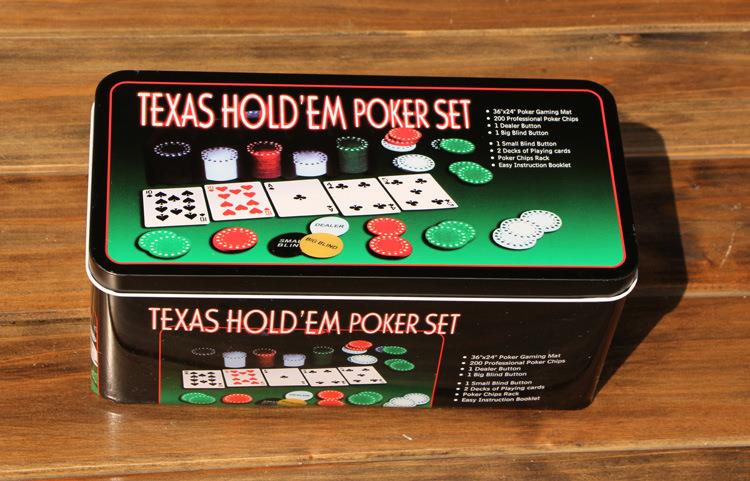 TEXAS HOLD'EM POKER SET
• 36"x24" Poker Gaming Mat
• 200 Professional Poker Chips
• 1 Dealer Button
• 1 Big Blind Button
• 1 Small Blind Button
• 2 Decks of Playing cards
• Poker Chips Rack
• Easy Instruction Booklet
10
10
A
DEALER
SMALL
BLIND
BIG BLIND
TEXAS HOLD'EM POKER SET
• 36"x24" Poker Gaming Mat
• 200 Professional Poker Chips
• 1 Dealer Button
• 1 Big Blind Button
• 1 Small Blind Button
• 2 Decks of Playing cards
• Poker Chips Rack
• Easy Instruction Booklet